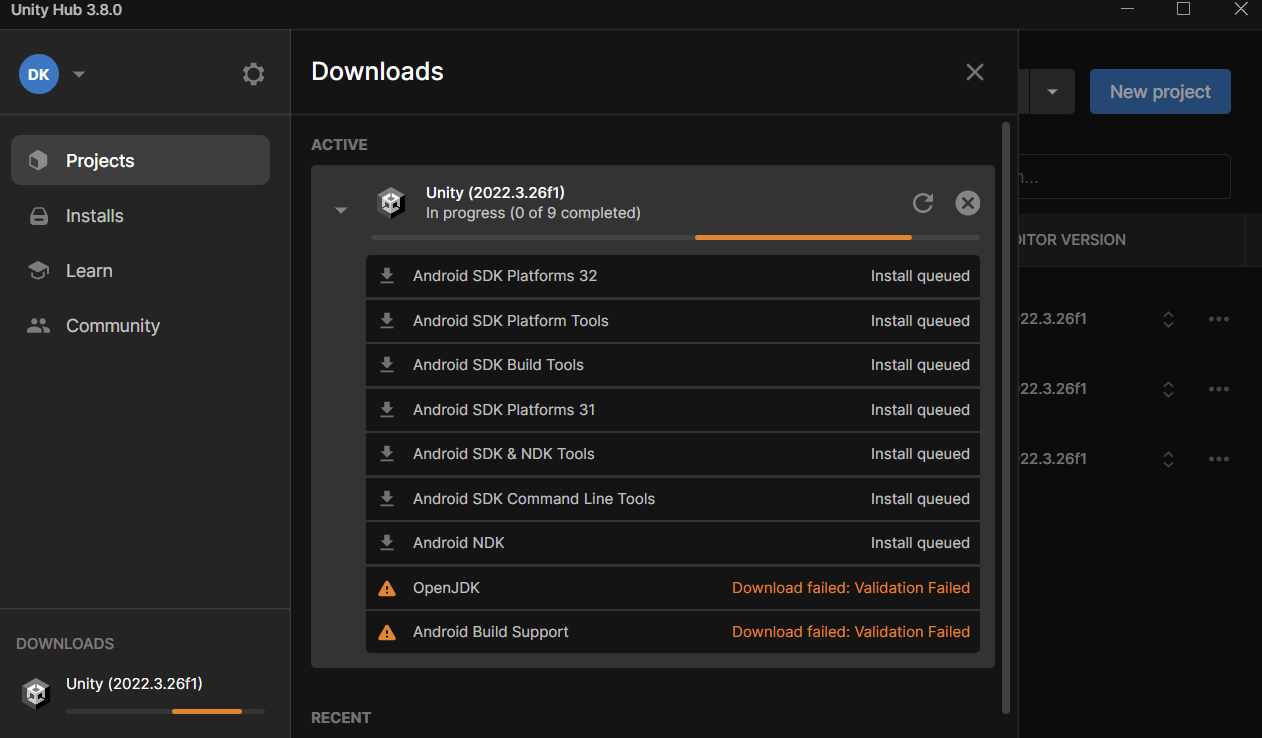 Unity Hub 3.8.0
DK
Projects
Installs
Learn
Community
DOWNLOADS
Unity (2022.3.26f1)
Downloads
ACTIVE
Unity (2022.3.26f1)
In progress (0 of 9 completed)
Android SDK Platforms 32 Install queued
Android SDK Platform Tools Install queued
Android SDK Build Tools Install queued
Android SDK Platforms 31 Install queued
Android SDK & NDK Tools Install queued
Android SDK Command Line Tools Install queued
Android NDK Install queued
OpenJDK Download failed: Validation Failed
Android Build Support Download failed: Validation Failed
RECENT
New project
ITOR VERSION
22.3.26f1
22.3.26f1
22.3.26f1